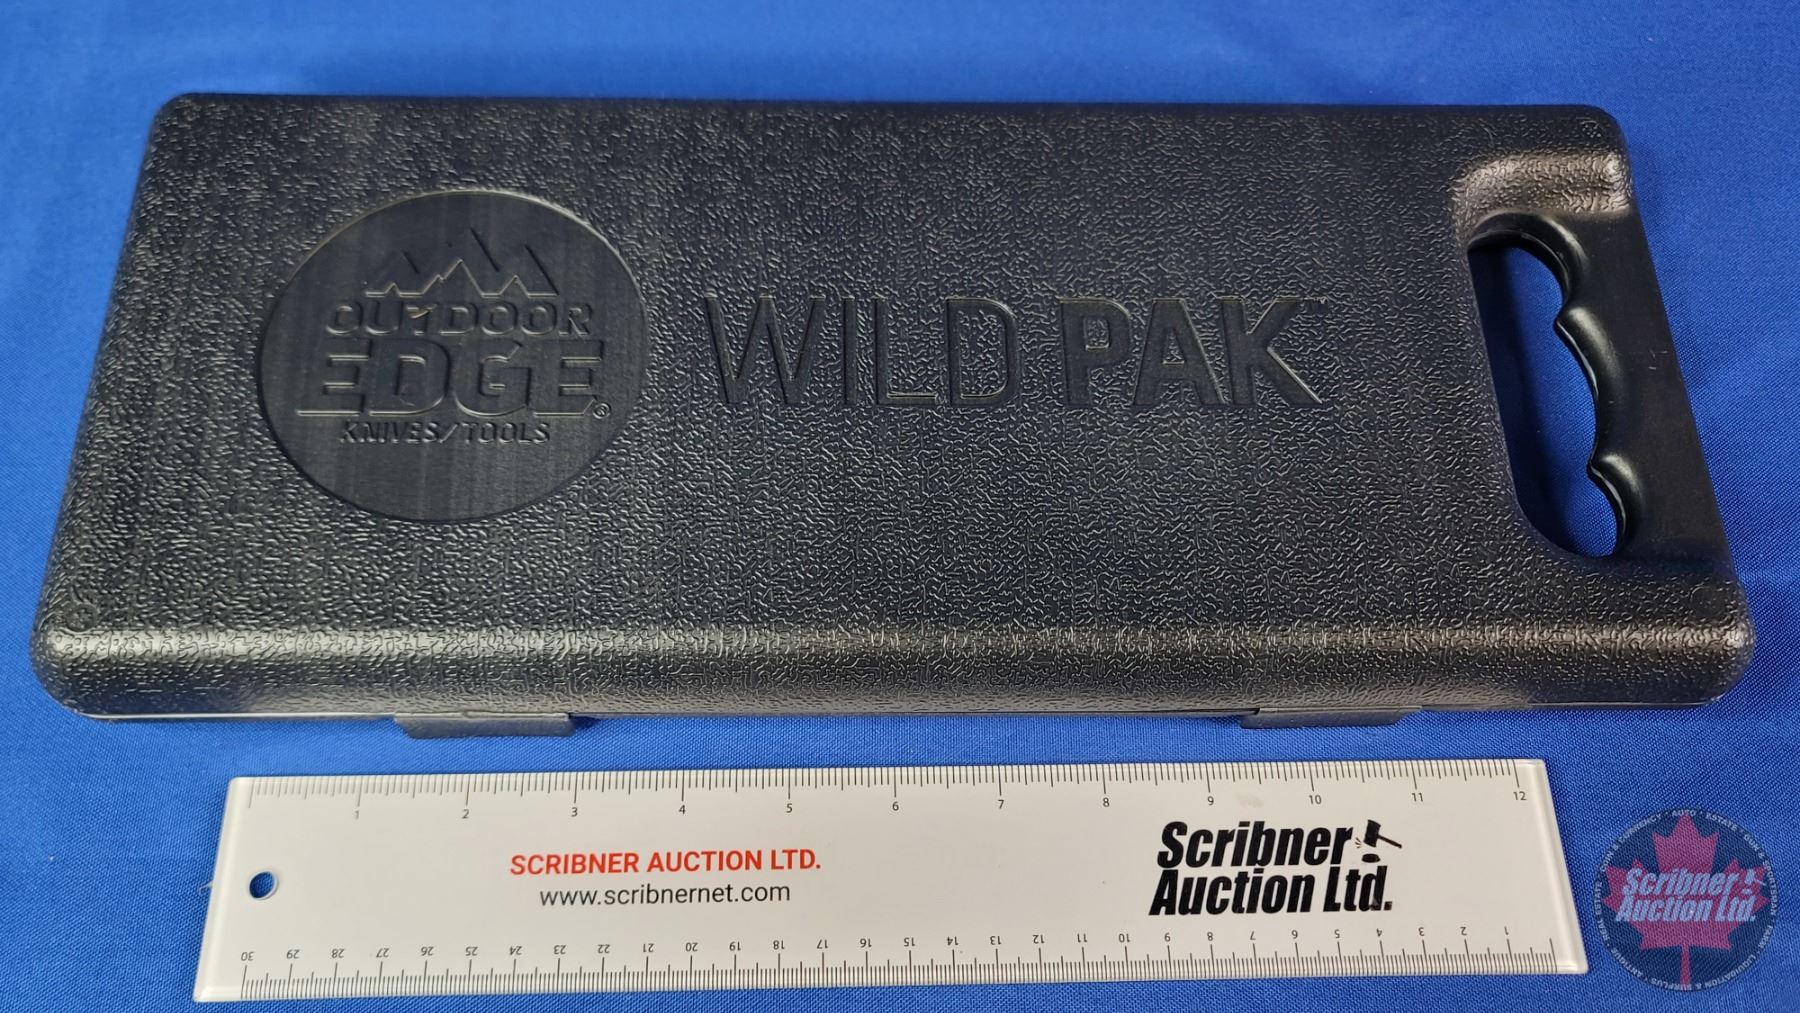 OUTDOOR
EDGE®
KNIVES/TOOLS
WILD PAK™
1 2 3 4 5 6 7 8 9 10 11 12
SCRIBNER AUCTION LTD.
www.scribnernet.com
Scribner
Auction Ltd.
30 29 28 27 26 25 24 23 22 21 20 19 18 17 16 15 14 13 12 11 10 9 8 7 6 5 4 3 2 1
Scribner
Auction Ltd.
AUTO • ESTATE